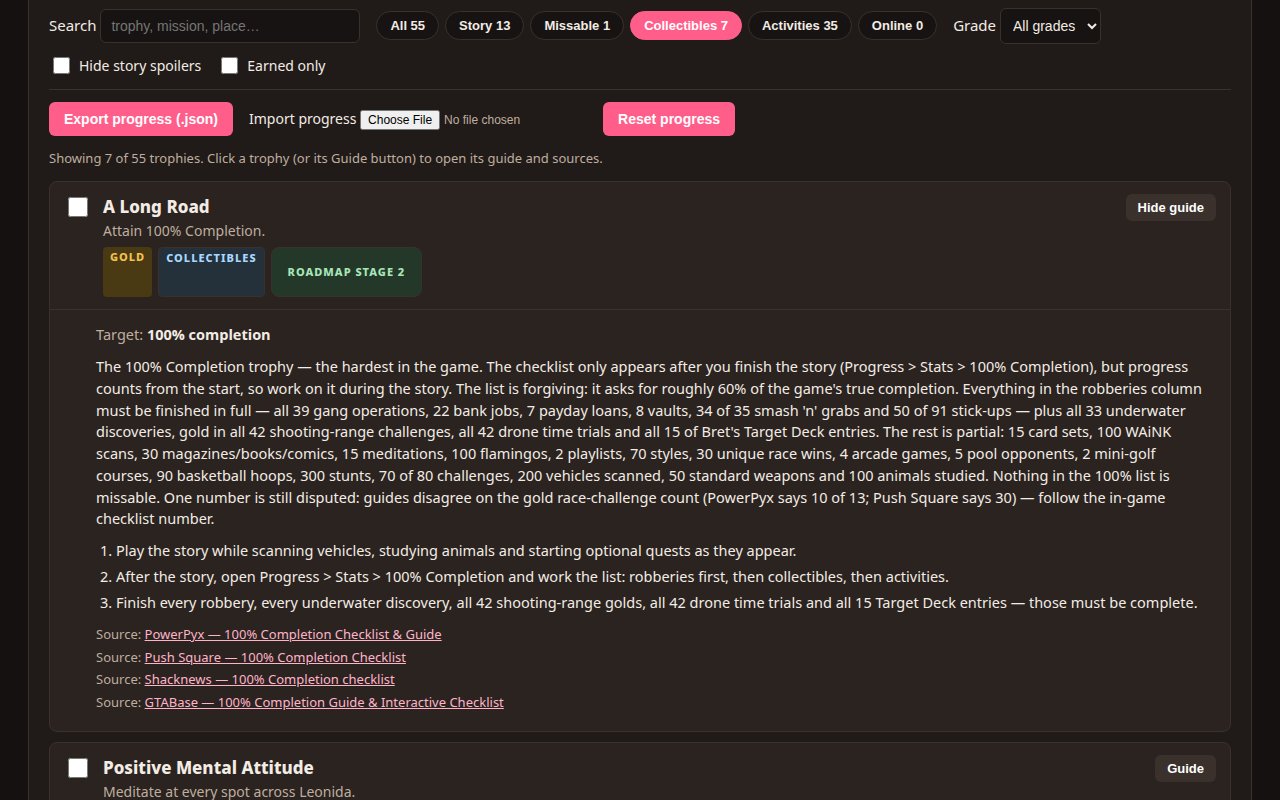 Search trophy, mission, place… All 55 Story 13 Missable 1 Collectibles 7 Activities 35 Online 0 Grade All grades
Hide story spoilers Earned only
Export progress (.json) Import progress Choose File No file chosen Reset progress
Showing 7 of 55 trophies. Click a trophy (or its Guide button) to open its guide and sources.
A Long Road Hide guide
Attain 100% Completion.
GOLD COLLECTIBLES ROADMAP STAGE 2
Target: 100% completion
The 100% Completion trophy — the hardest in the game. The checklist only appears after you finish the story (Progress > Stats > 100% Completion), but progress
counts from the start, so work on it during the story. The list is forgiving: it asks for roughly 60% of the game's true completion. Everything in the robberies column
must be finished in full — all 39 gang operations, 22 bank jobs, 7 payday loans, 8 vaults, 34 of 35 smash 'n' grabs and 50 of 91 stick-ups — plus all 33 underwater
discoveries, gold in all 42 shooting-range challenges, all 42 drone time trials and all 15 of Bret's Target Deck entries. The rest is partial: 15 card sets, 100 WAiNK
scans, 30 magazines/books/comics, 15 meditations, 100 flamingos, 2 playlists, 70 styles, 30 unique race wins, 4 arcade games, 5 pool opponents, 2 mini-golf
courses, 90 basketball hoops, 300 stunts, 70 of 80 challenges, 200 vehicles scanned, 50 standard weapons and 100 animals studied. Nothing in the 100% list is
missable. One number is still disputed: guides disagree on the gold race-challenge count (PowerPyx says 10 of 13; Push Square says 30) — follow the in-game
checklist number.
1. Play the story while scanning vehicles, studying animals and starting optional quests as they appear.
2. After the story, open Progress > Stats > 100% Completion and work the list: robberies first, then collectibles, then activities.
3. Finish every robbery, every underwater discovery, all 42 shooting-range golds, all 42 drone time trials and all 15 Target Deck entries — those must be complete.
Source: PowerPyx — 100% Completion Checklist & Guide
Source: Push Square — 100% Completion Checklist
Source: Shacknews — 100% Completion checklist
Source: GTABase — 100% Completion Guide & Interactive Checklist
Positive Mental Attitude Guide
Meditate at every spot across Leonida.